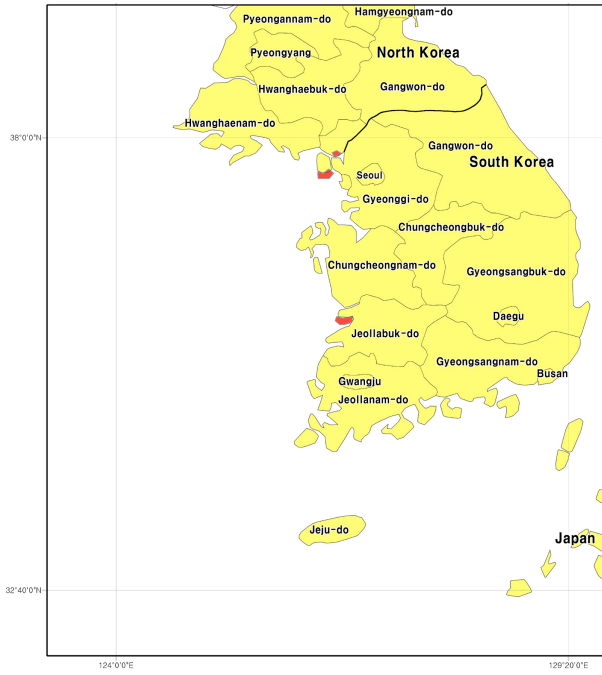 Hamgyeongnam-do
Pyeongannam-do
Pyeongyang
North Korea
Gangwon-do
Hwanghaebuk-do
Hwanghaenam-do
38°0'0"N
Gangwon-do
South Korea
Seoul
Gyeonggi-do
Chungcheongbuk-do
Chungcheongnam-do
Gyeongsangbuk-do
Daegu
Jeollabuk-do
Gyeongsangnam-do
Busan
Gwangju
Jeollanam-do
Jeju-do
Japan
32°40'0"N
124°0'0"E
129°20'0"E